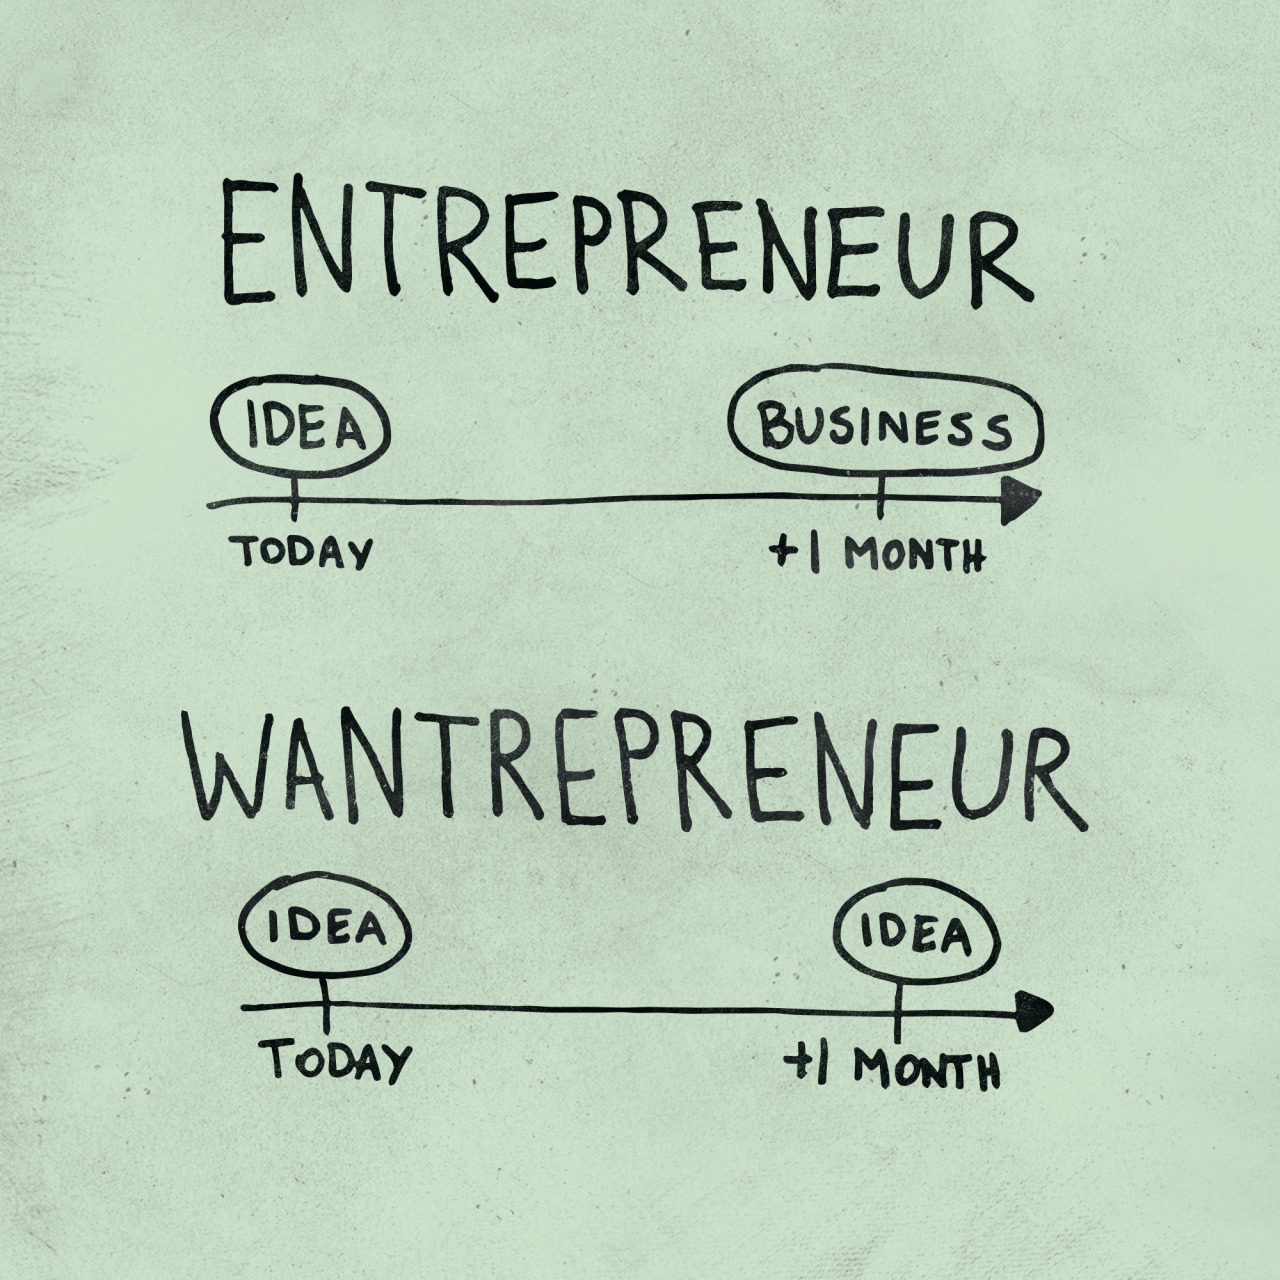 ENTREPRENEUR
IDEA BUSINESS
TODAY +1 MONTH
WANTREPRENEUR
IDEA IDEA
TODAY +1 MONTH